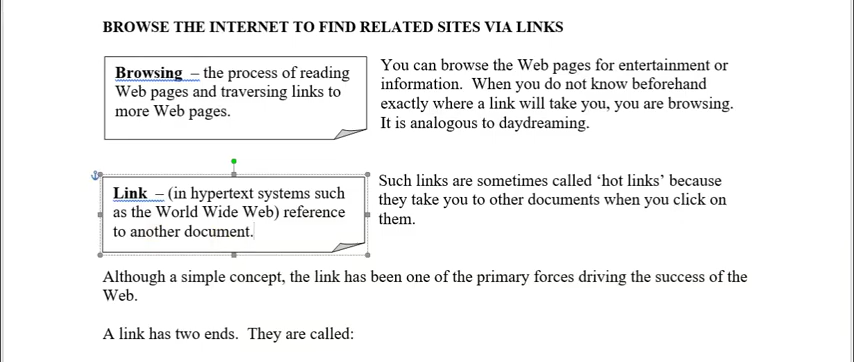 BROWSE THE INTERNET TO FIND RELATED SITES VIA LINKS
Browsing – the process of reading
Web pages and traversing links to
more Web pages.
You can browse the Web pages for entertainment or
information. When you do not know beforehand
exactly where a link will take you, you are browsing.
It is analogous to daydreaming.
Link – (in hypertext systems such
as the World Wide Web) reference
to another document.
Such links are sometimes called ‘hot links’ because
they take you to other documents when you click on
them.
Although a simple concept, the link has been one of the primary forces driving the success of the
Web.
A link has two ends. They are called: